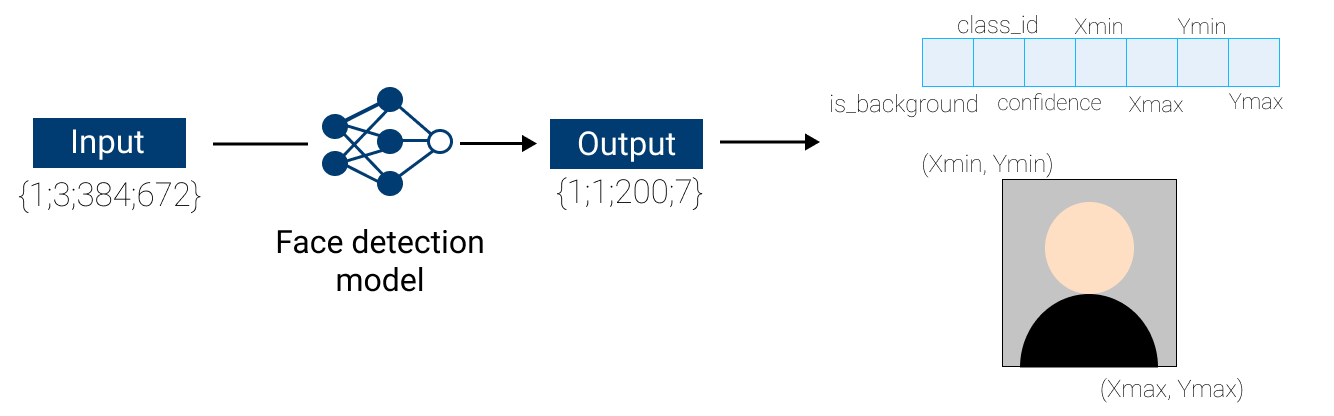 class_id Xmin Ymin
is_background confidence Xmax Ymax
Input
{1;3;384;672}
Face detection
model
Output
{1;1;200;7}
(Xmin, Ymin)
(Xmax, Ymax)